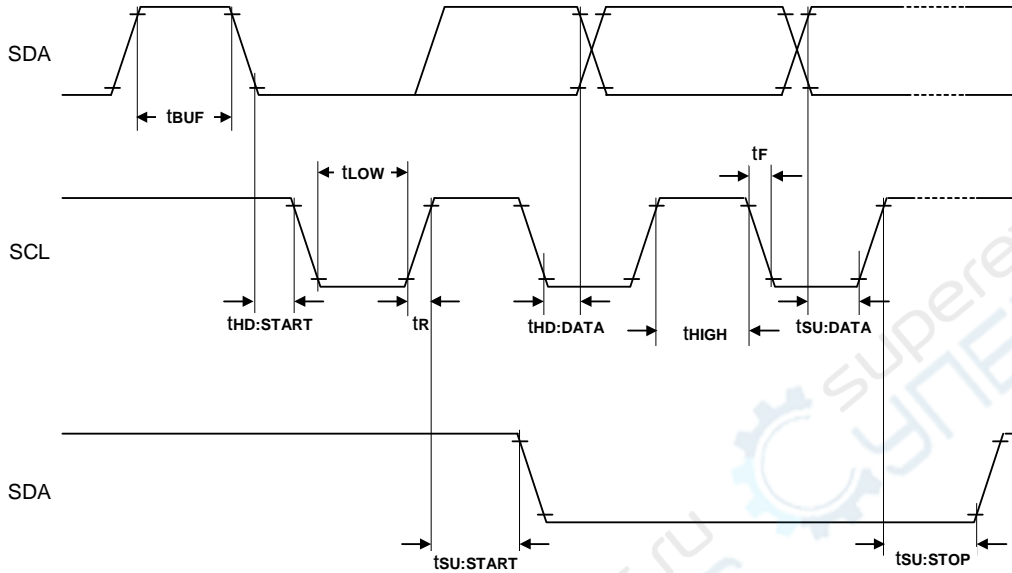 SDA
tBUF
tLOW
tF
SCL
tHD:START
tR
tHD:DATA
tHIGH
tSU:DATA
SDA
tSU:START
tSU:STOP